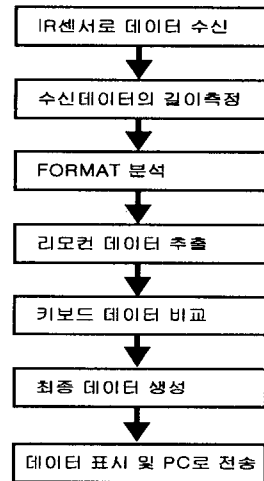 IR센서로 데이터 수신
수신데이터의 길이측정
FORMAT 분석
리모컨 데이터 추출
키보드 데이터 비교
최종 데이터 생성
데이터 표시 및 PC로 전송